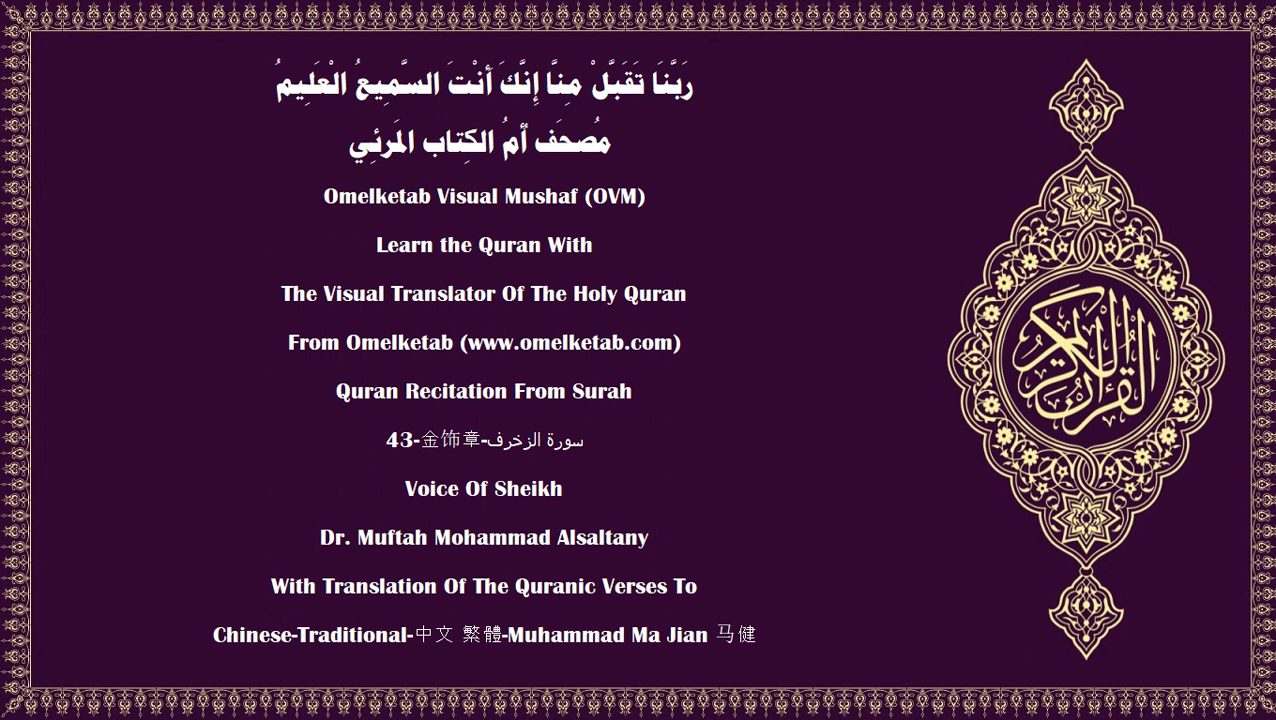 رَبَّنَا تَقَبَّلْ مِنَّا إِنَّكَ أَنْتَ السَّمِيعُ الْعَلِيمُ
مُصحَف أمُ الكِتاب المَرئِي
Omelketab Visual Mushaf (OVM)
Learn the Quran With
The Visual Translator Of The Holy Quran
From Omelketab (www.omelketab.com)
Quran Recitation From Surah
43-金饰章-سورة الزخرف
Voice Of Sheikh
Dr. Muftah Mohammad Alsaltany
With Translation Of The Quranic Verses To
Chinese-Traditional-中文 繁體-Muhammad Ma Jian 马健
القرآن الكريم